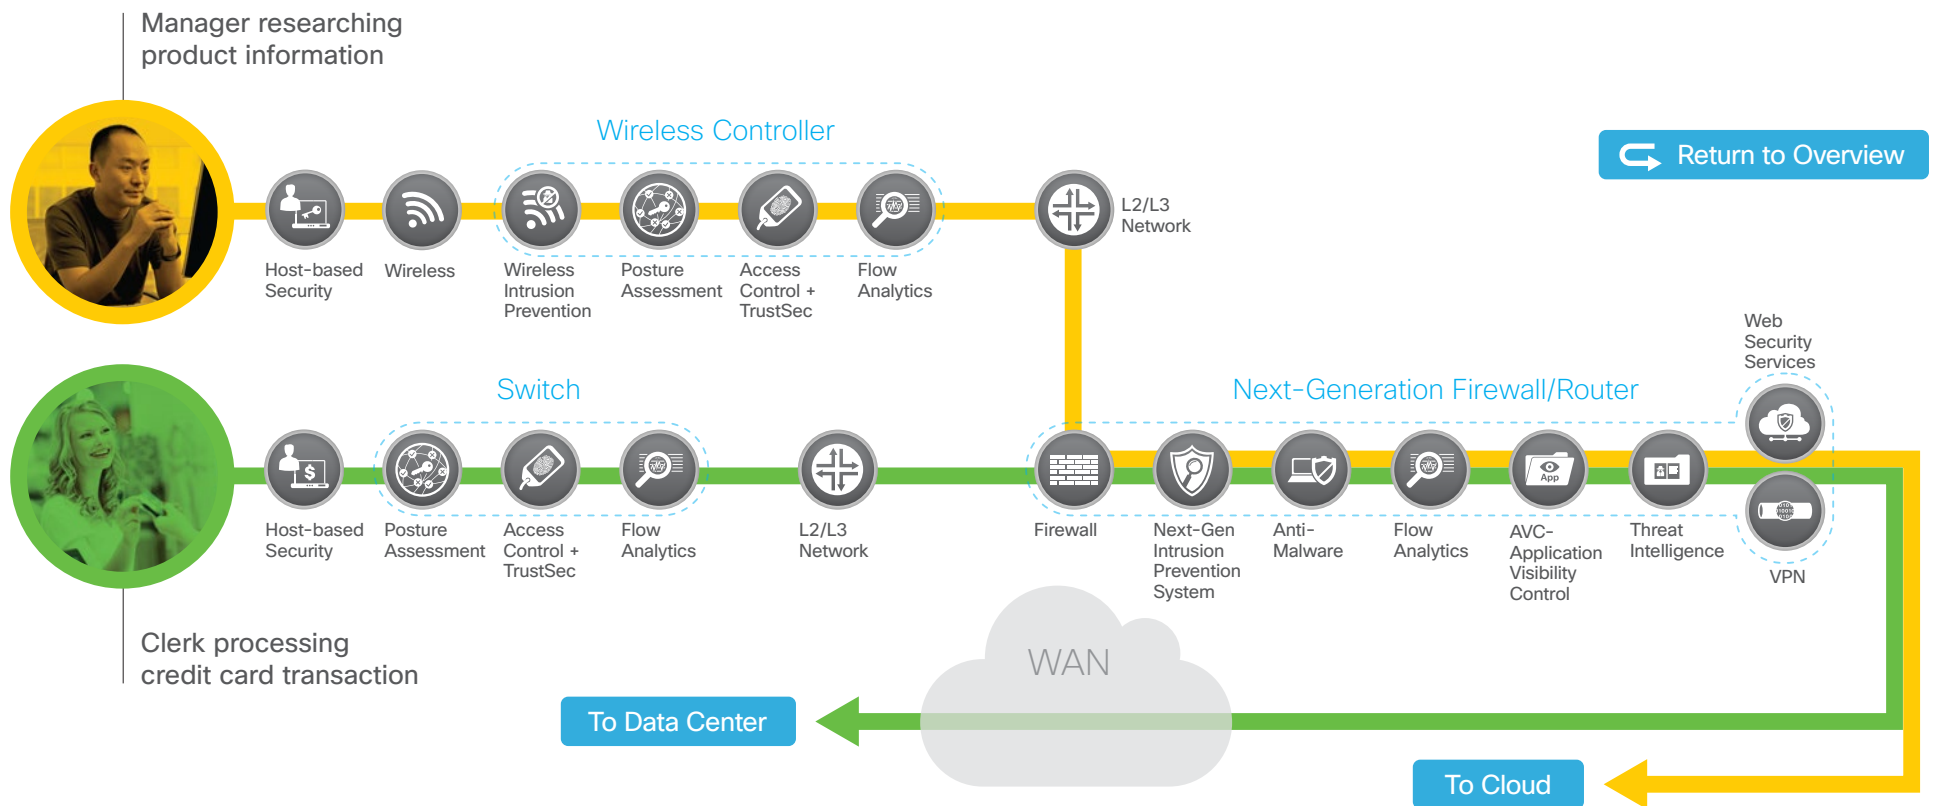 Manager researching
product information
Wireless Controller
Return to Overview
L2/L3
Network
Host-based
Security
Wireless
Wireless
Intrusion
Prevention
Posture
Assessment
Access
Control +
TrustSec
Flow
Analytics
Web
Security
Services
Switch
Next-Generation Firewall/Router
$
App
Host-based
Security
Posture
Assessment
Access
Control +
TrustSec
Flow
Analytics
L2/L3
Network
Firewall
Next-Gen
Intrusion
Prevention
System
Anti-
Malware
Flow
Analytics
AVC-
Application
Visibility
Control
Threat
Intelligence
VPN
Clerk processing
credit card transaction
WAN
To Data Center
To Cloud